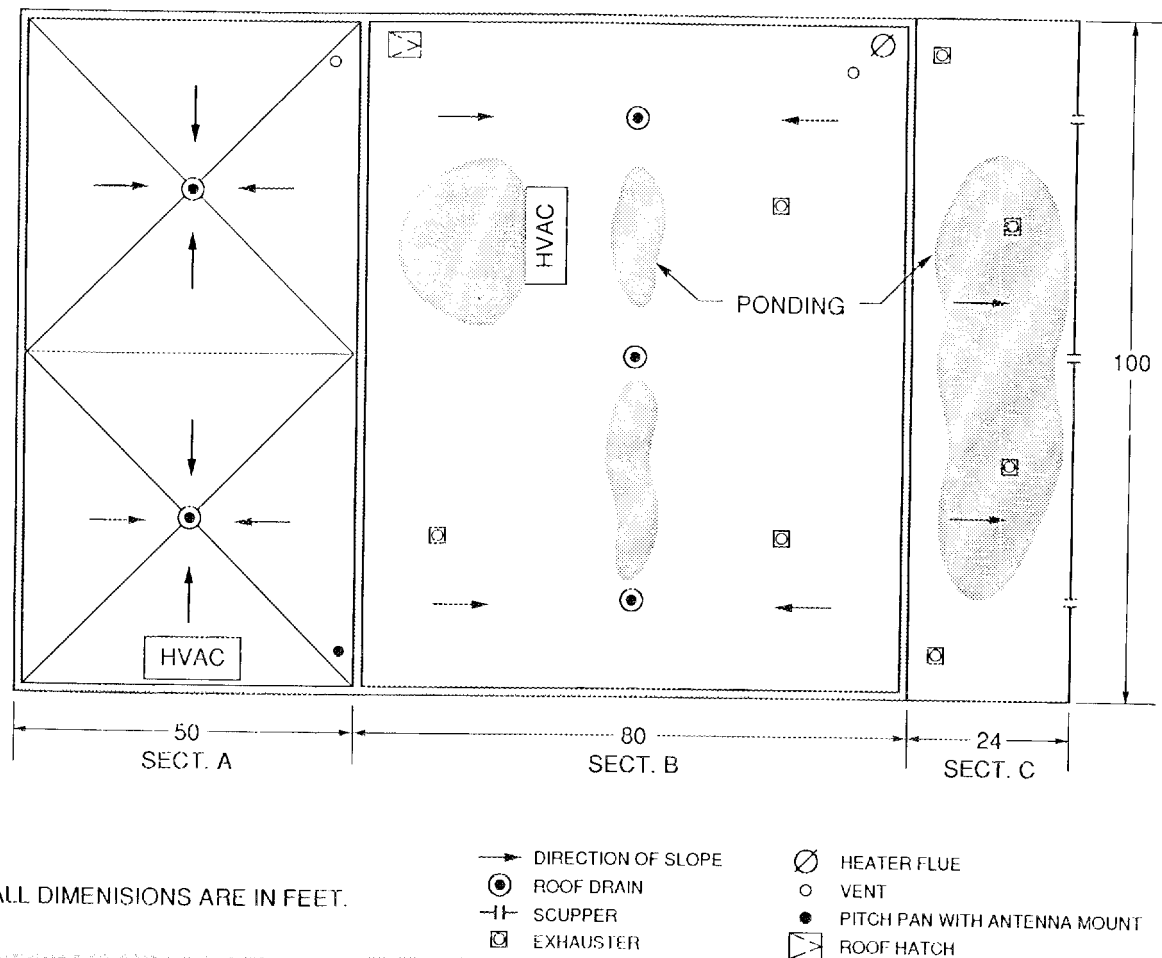 HVAC
PONDING
100
HVAC
50
80
24
SECT. A
SECT. B
SECT. C
ALL DIMENISIONS ARE IN FEET.
DIRECTION OF SLOPE
ROOF DRAIN
SCUPPER
EXHAUSTER
HEATER FLUE
VENT
PITCH PAN WITH ANTENNA MOUNT
ROOF HATCH